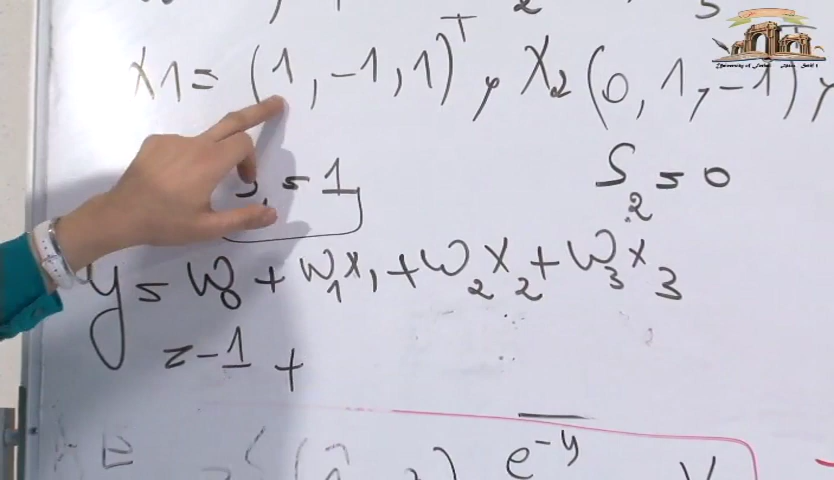 x1 = (1, -1, 1)ᵀ, X₂ (0, 1, -1),
S₁ = 1 S₂ = 0
y = w₀ + w₁x₁ + w₂x₂ + w₃x₃
= -1 +
e⁻ʸ